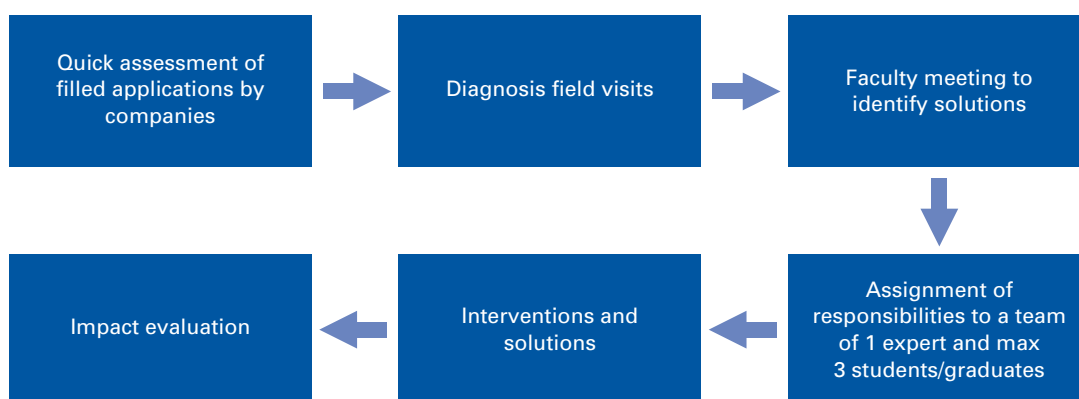 Quick assessment of
filled applications by
companies
Diagnosis field visits
Faculty meeting to
identify solutions
Assignment of
responsibilities to a team
of 1 expert and max
3 students/graduates
Interventions and
solutions
Impact evaluation